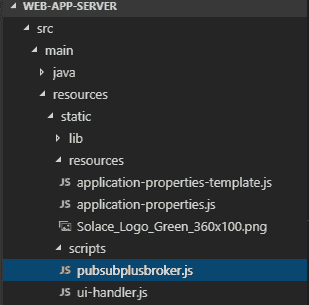 WEB-APP-SERVER
src
main
java
resources
static
lib
resources
JS application-properties-template.js
JS application-properties.js
Solace_Logo_Green_360x100.png
scripts
JS pubsubplusbroker.js
JS ui-handler.js